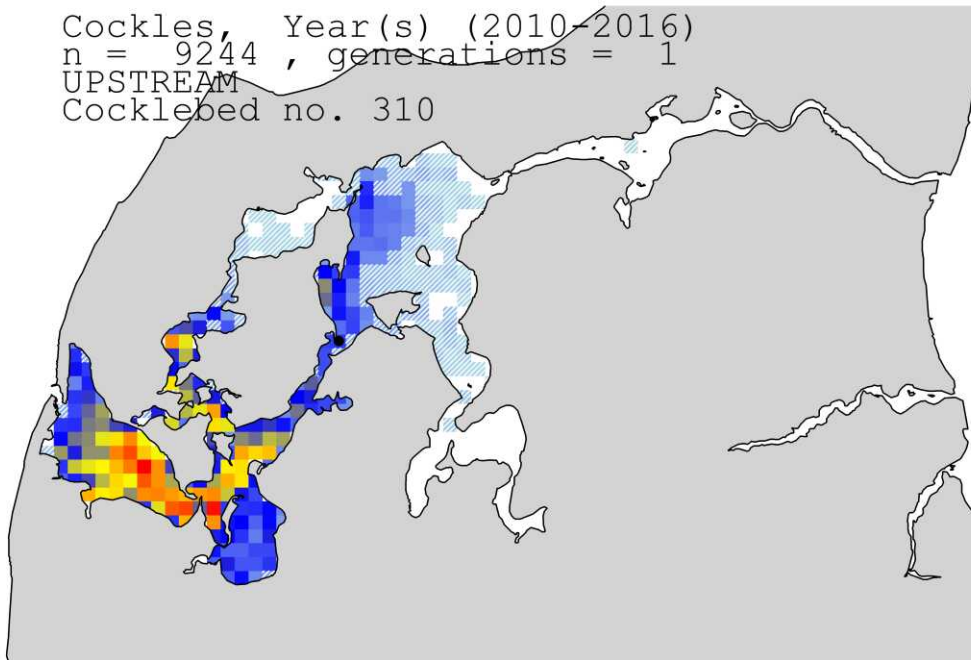 Cockles, Year(s) (2010-2016)
n = 9244 , generations = 1
UPSTREAM
Cocklebed no. 310